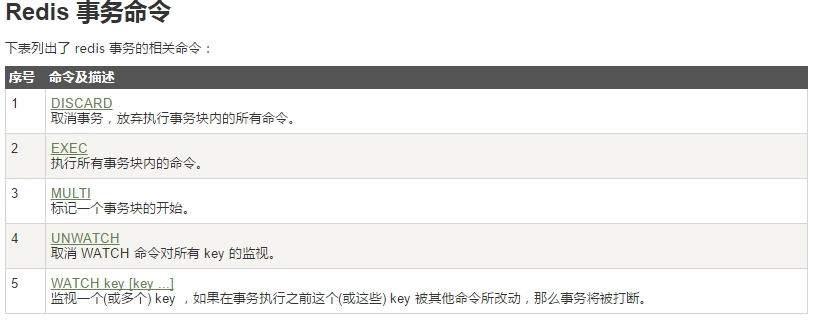 Redis 事务命令
下表列出了 redis 事务的相关命令：
序号 命令及描述
1 DISCARD
取消事务，放弃执行事务块内的所有命令。
2 EXEC
执行所有事务块内的命令。
3 MULTI
标记一个事务块的开始。
4 UNWATCH
取消 WATCH 命令对所有 key 的监视。
5 WATCH key [key ...]
监视一个(或多个) key ，如果在事务执行之前这个(或这些) key 被其他命令所改动，那么事务将被打断。